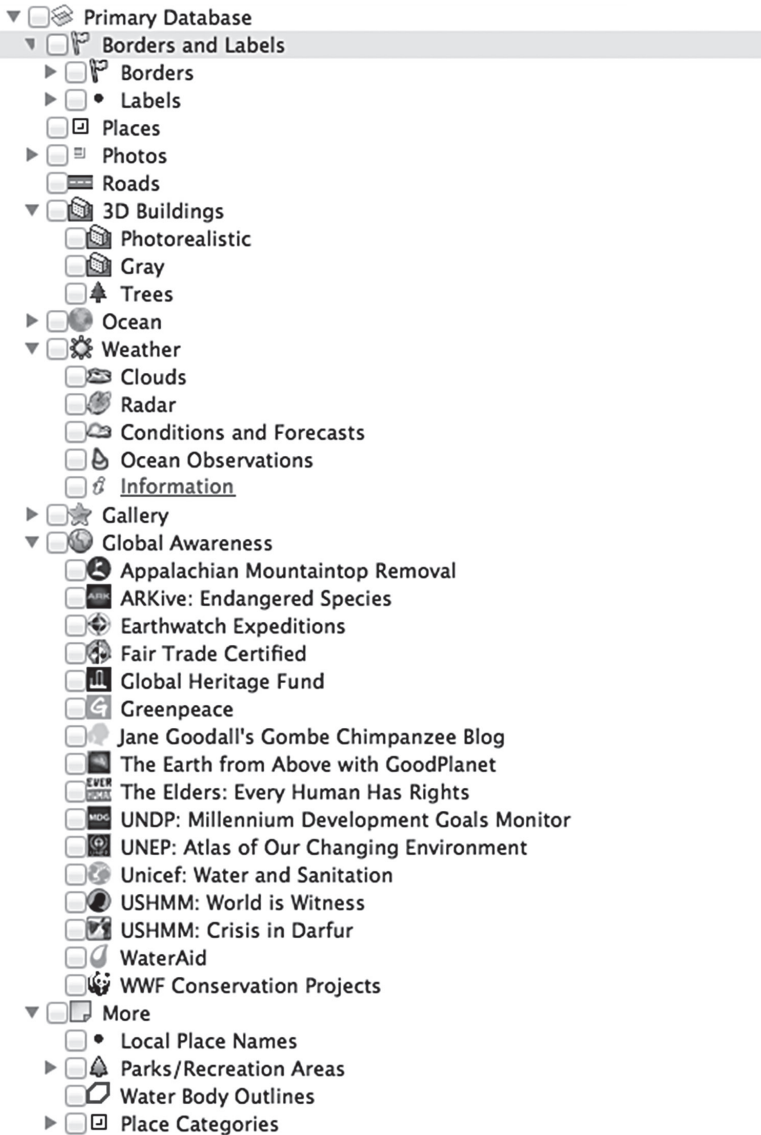 Primary Database
Borders and Labels
Borders
Labels
Places
Photos
Roads
3D Buildings
Photorealistic
Gray
Trees
Ocean
Weather
Clouds
Radar
Conditions and Forecasts
Ocean Observations
Information
Gallery
Global Awareness
Appalachian Mountaintop Removal
ARK ARKive: Endangered Species
Earthwatch Expeditions
Fair Trade Certified
Global Heritage Fund
G Greenpeace
Jane Goodall's Gombe Chimpanzee Blog
The Earth from Above with GoodPlanet
EVERY HUMAN The Elders: Every Human Has Rights
MDG UNDP: Millennium Development Goals Monitor
UNEP: Atlas of Our Changing Environment
Unicef: Water and Sanitation
USHMM: World is Witness
USHMM: Crisis in Darfur
WaterAid
WWF Conservation Projects
More
Local Place Names
Parks/Recreation Areas
Water Body Outlines
Place Categories